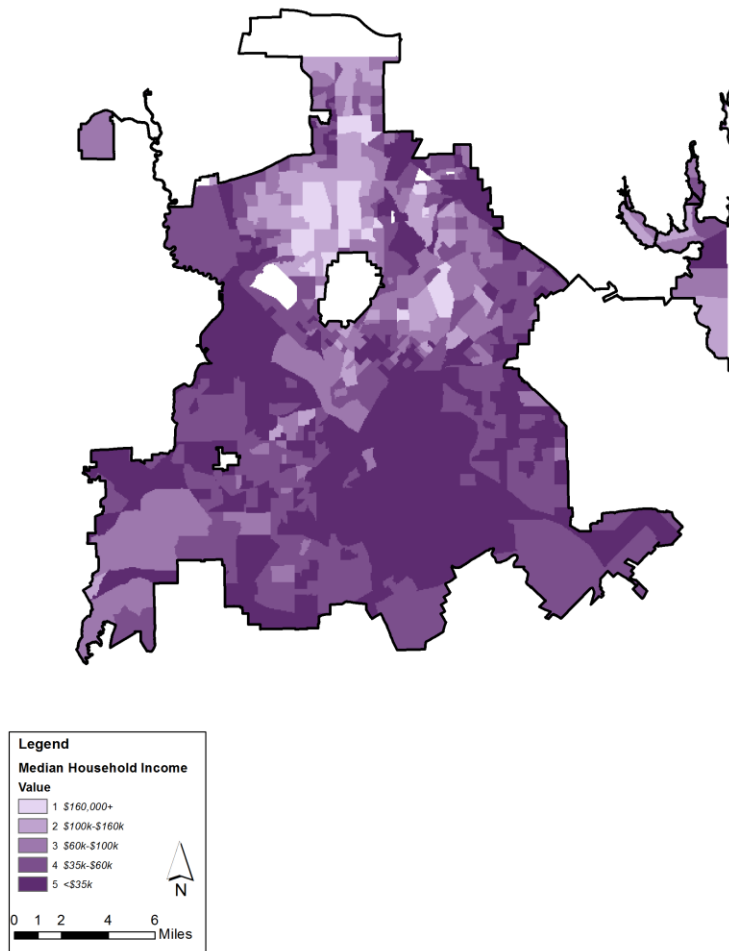 Legend
Median Household Income
Value
1 $160,000+
2 $100k-$160k
3 $60k-$100k
4 $35k-$60k
5 <$35k
N
0 1 2 4 6
Miles